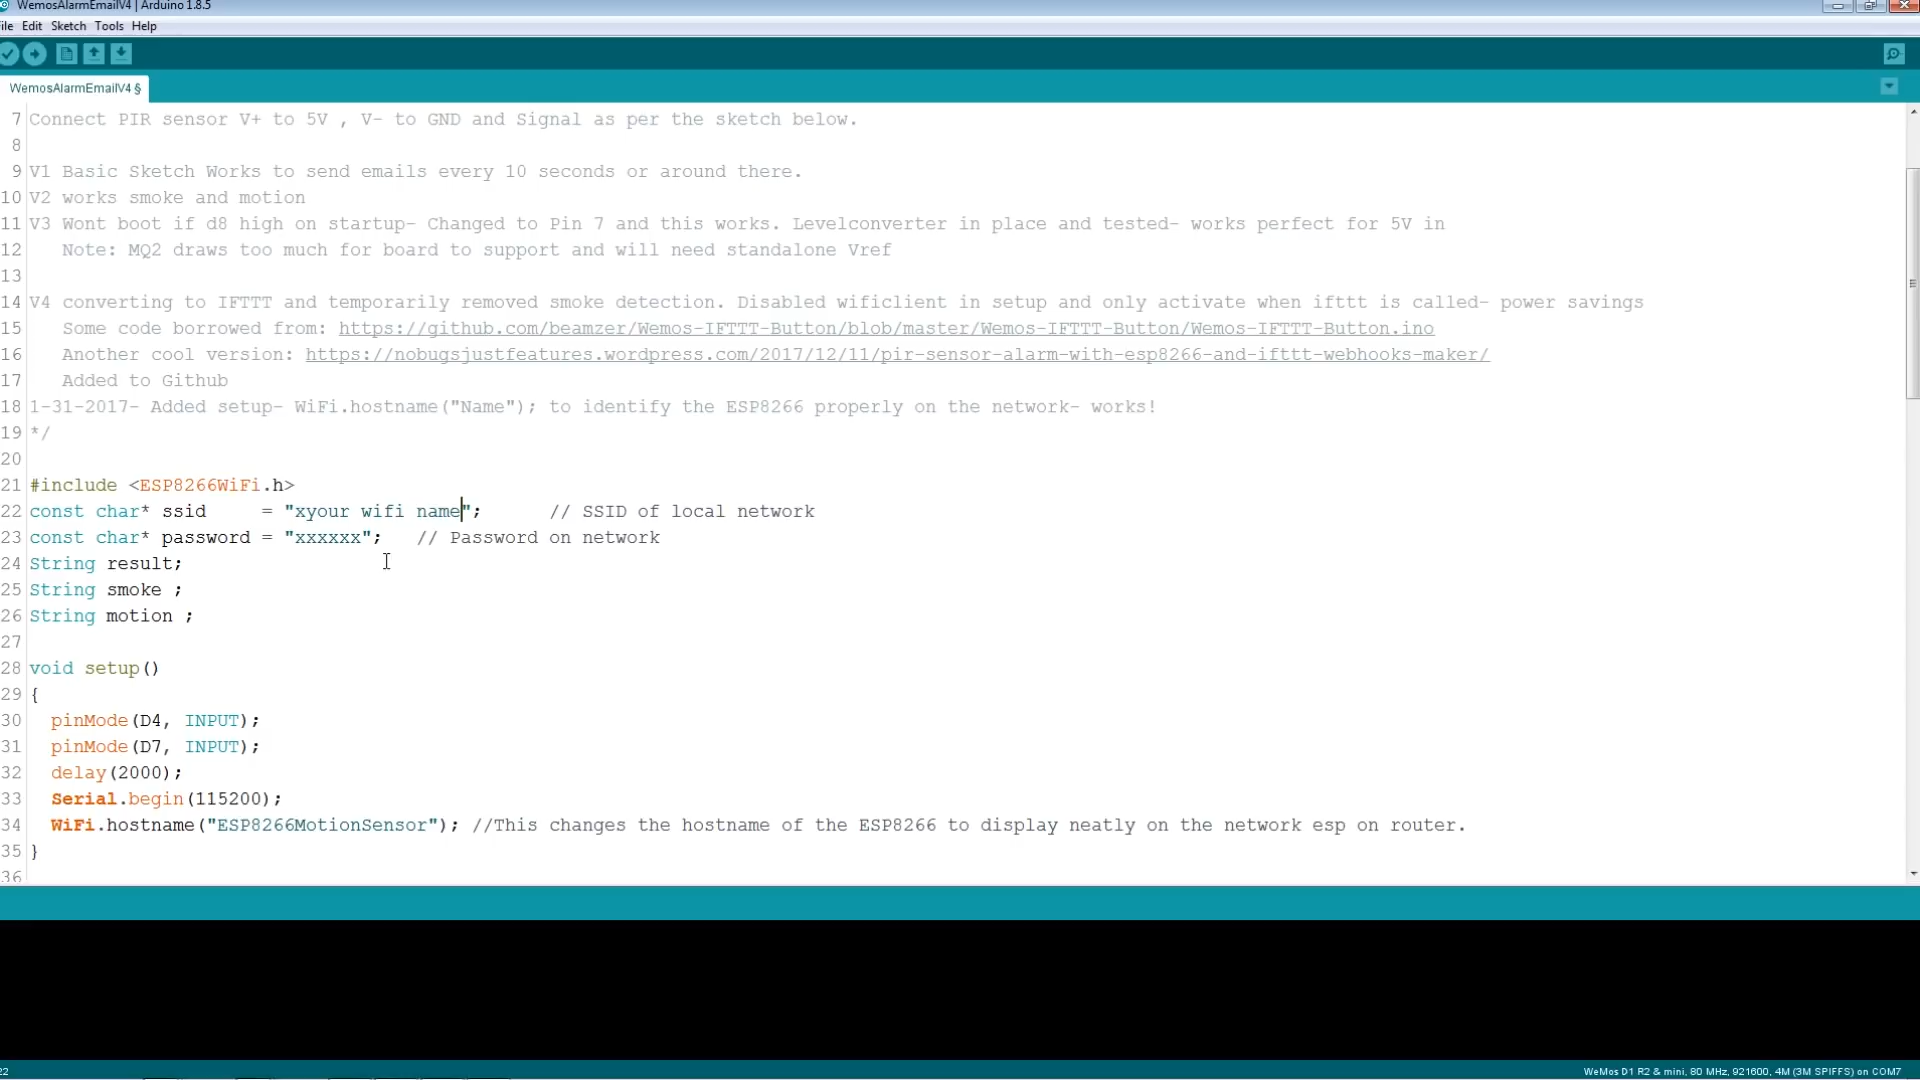 WemosAlarmEmailV4 | Arduino 1.8.5
ile Edit Sketch Tools Help
WemosAlarmEmailV4 §
7 Connect PIR sensor V+ to 5V , V- to GND and Signal as per the sketch below.
8
9 V1 Basic Sketch Works to send emails every 10 seconds or around there.
10 V2 works smoke and motion
11 V3 Wont boot if d8 high on startup- Changed to Pin 7 and this works. Levelconverter in place and tested- works perfect for 5V in
12 Note: MQ2 draws too much for board to support and will need standalone Vref
13
14 V4 converting to IFTTT and temporarily removed smoke detection. Disabled wificlient in setup and only activate when ifttt is called- power savings
15 Some code borrowed from: https://github.com/beamzer/Wemos-IFTTT-Button/blob/master/Wemos-IFTTT-Button/Wemos-IFTTT-Button.ino
16 Another cool version: https://nobugsjustfeatures.wordpress.com/2017/12/11/pir-sensor-alarm-with-esp8266-and-ifttt-webhooks-maker/
17 Added to Github
18 1-31-2017- Added setup- WiFi.hostname("Name"); to identify the ESP8266 properly on the network- works!
19 */
20
21 #include <ESP8266WiFi.h>
22 const char* ssid = "xyour wifi name"; // SSID of local network
23 const char* password = "xxxxxx"; // Password on network
24 String result;
25 String smoke ;
26 String motion ;
27
28 void setup()
29 {
30 pinMode(D4, INPUT);
31 pinMode(D7, INPUT);
32 delay(2000);
33 Serial.begin(115200);
34 WiFi.hostname("ESP8266MotionSensor"); //This changes the hostname of the ESP8266 to display neatly on the network esp on router.
35 }
36
22 WeMos D1 R2 & mini, 80 MHz, 921600, 4M (3M SPIFFS) on COM7